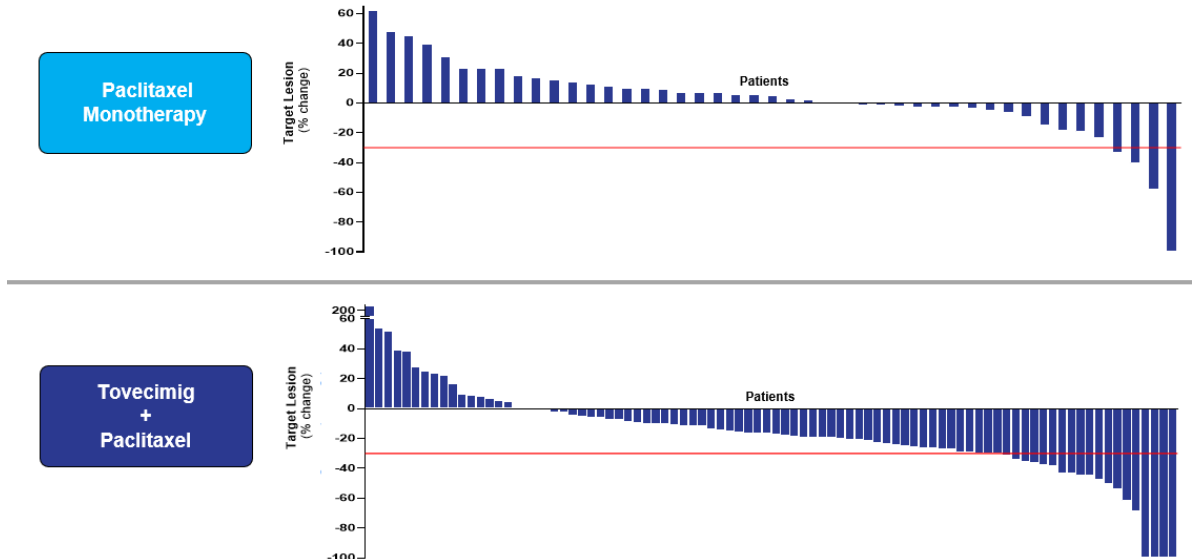 Paclitaxel
Monotherapy
Target Lesion
(% change)
60
40
20
0
-20
-40
-60
-80
-100
Patients
Tovecimig
+
Paclitaxel
Target Lesion
(% change)
200
60
40
20
0
-20
-40
-60
-80
-100
Patients